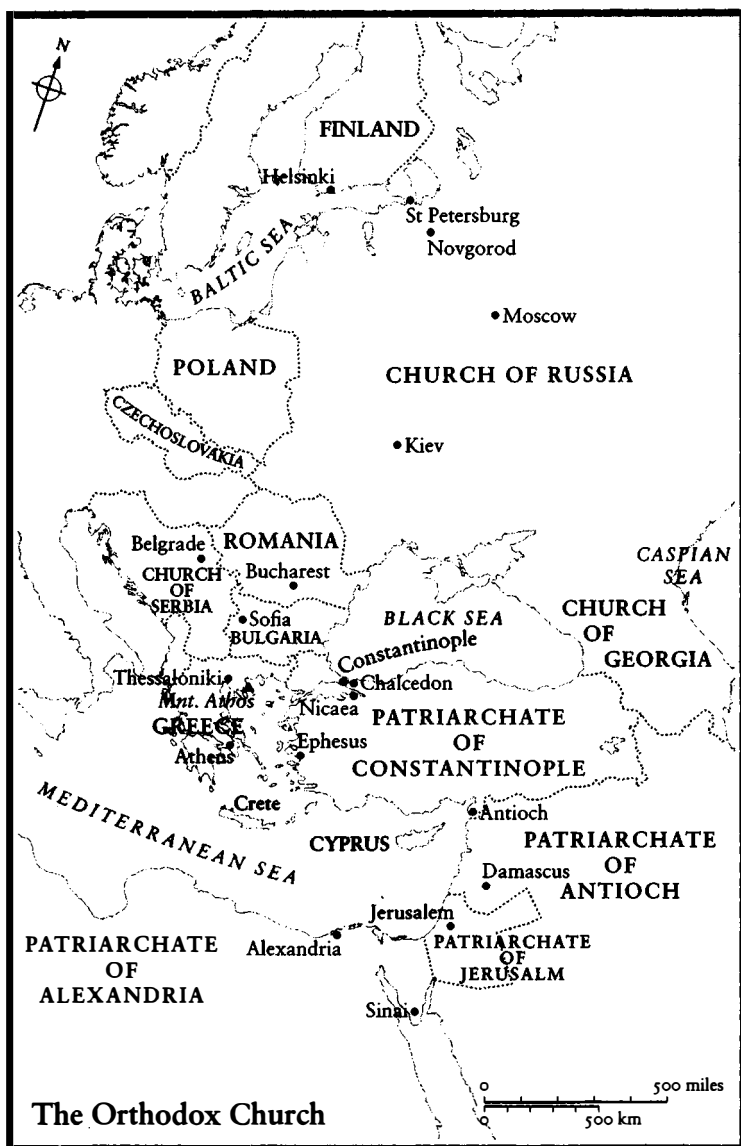 N
FINLAND
Helsinki
St Petersburg
Novgorod
BALTIC SEA
Moscow
POLAND
CHURCH OF RUSSIA
CZECHOSLOVAKIA
Kiev
Belgrade
ROMANIA
CASPIAN
SEA
CHURCH
OF
SERBIA
Bucharest
Sofia
BULGARIA
BLACK SEA
CHURCH
OF
GEORGIA
Constantinople
Thessaloniki
Chalcedon
Mnt. Athos
Nicaea
GREECE
PATRIARCHATE
OF
CONSTANTINOPLE
Athens
Ephesus
Crete
MEDITERRANEAN SEA
CYPRUS
Antioch
PATRIARCHATE
OF
ANTIOCH
Damascus
Jerusalem
PATRIARCHATE
OF
JERUSALM
Alexandria
PATRIARCHATE
OF
ALEXANDRIA
Sinai
0 500 miles
0 500 km
The Orthodox Church